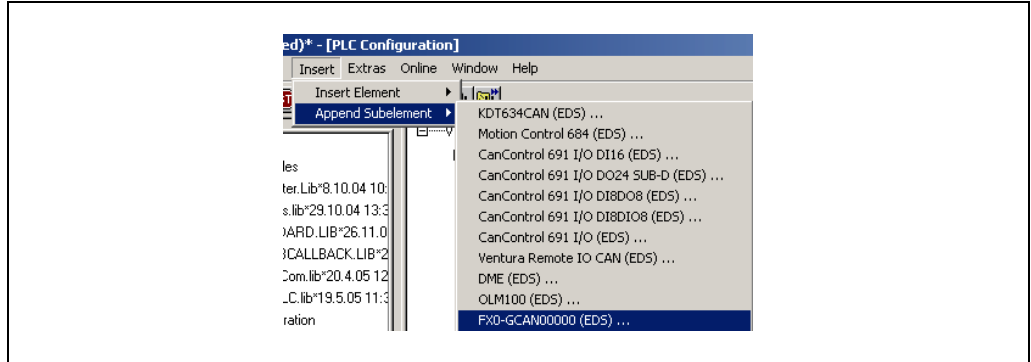 ed)* - [PLC Configuration]
Insert Extras Online Window Help
Insert Element
Append Subelement
KDT634CAN (EDS) ...
Motion Control 684 (EDS) ...
CanControl 691 I/O DI16 (EDS) ...
CanControl 691 I/O DO24 SUB-D (EDS) ...
CanControl 691 I/O DI8DO8 (EDS) ...
CanControl 691 I/O DI8DIO8 (EDS) ...
CanControl 691 I/O (EDS) ...
Ventura Remote IO CAN (EDS) ...
DME (EDS) ...
OLM100 (EDS) ...
FX0-GCAN00000 (EDS) ...
les
ter.Lib*8.10.04 10:
s.lib*29.10.04 13:3
DARD.LIB*26.11.0
BCALLBACK.LIB*2
Com.lib*20.4.05 12
LC.lib*19.5.05 11:3
ration